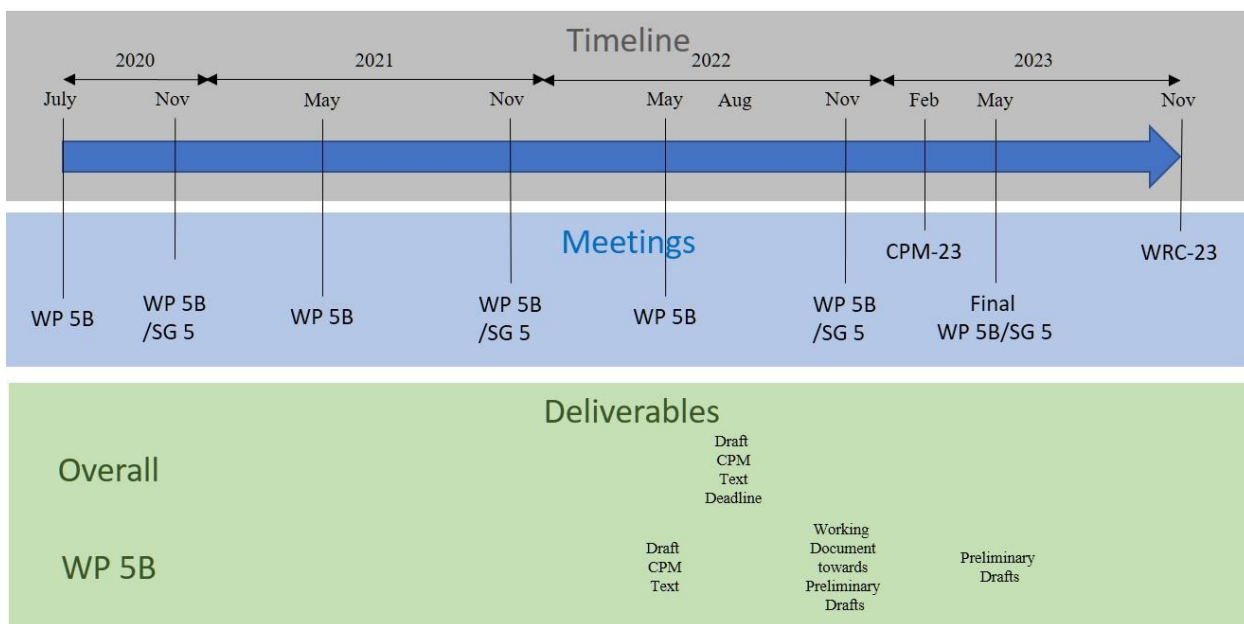 Timeline
2020 2021 2022 2023
July Nov May Nov May Aug Nov Feb May Nov
Meetings
CPM-23 WRC-23
WP 5B
WP 5B
/SG 5
WP 5B
WP 5B
/SG 5
WP 5B
WP 5B
/SG 5
Final
WP 5B/SG 5
Deliverables
Overall
Draft
CPM
Text
Deadline
WP 5B
Draft
CPM
Text
Working
Document
towards
Preliminary
Drafts
Preliminary
Drafts